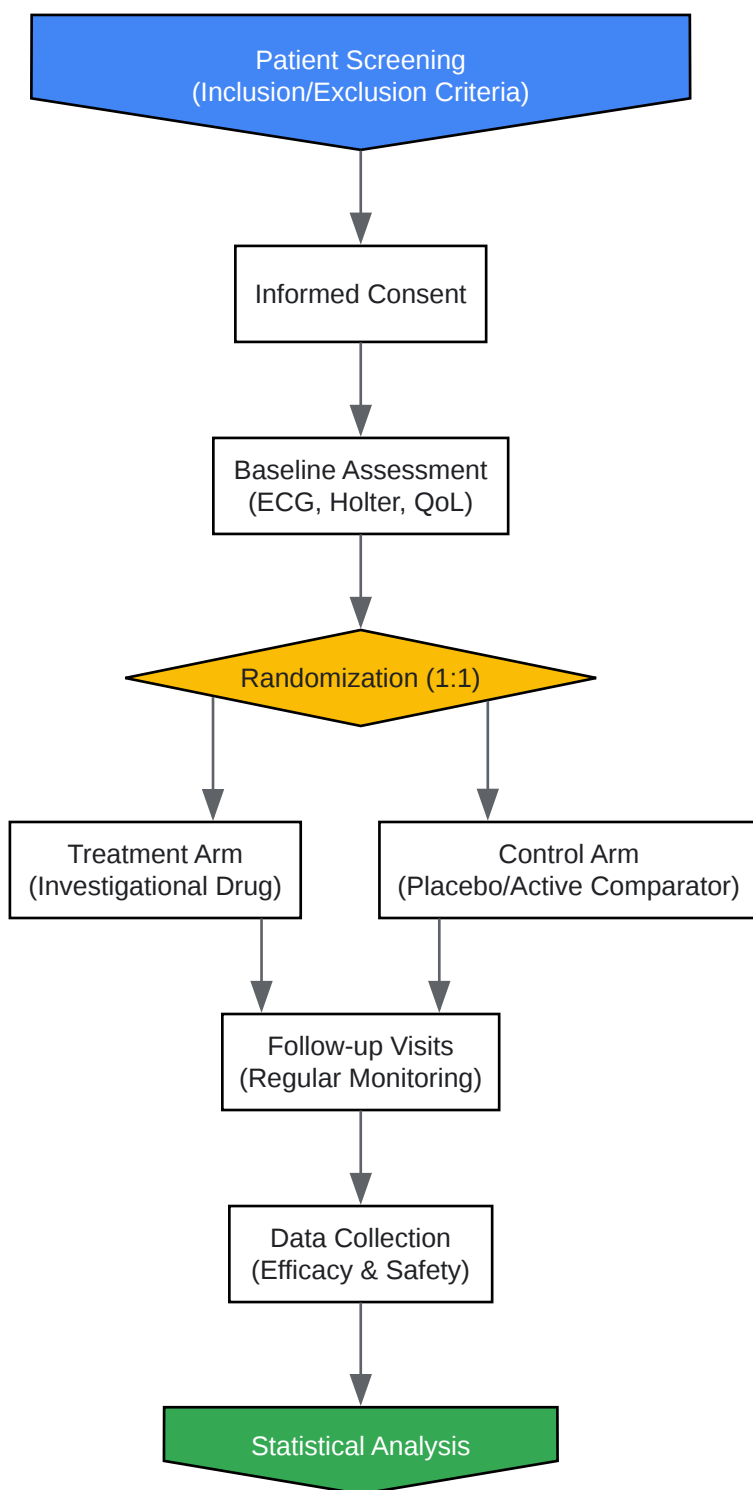 Patient Screening
(Inclusion/Exclusion Criteria)
Informed Consent
Baseline Assessment
(ECG, Holter, QoL)
Randomization (1:1)
Treatment Arm
(Investigational Drug)
Control Arm
(Placebo/Active Comparator)
Follow-up Visits
(Regular Monitoring)
Data Collection
(Efficacy & Safety)
Statistical Analysis